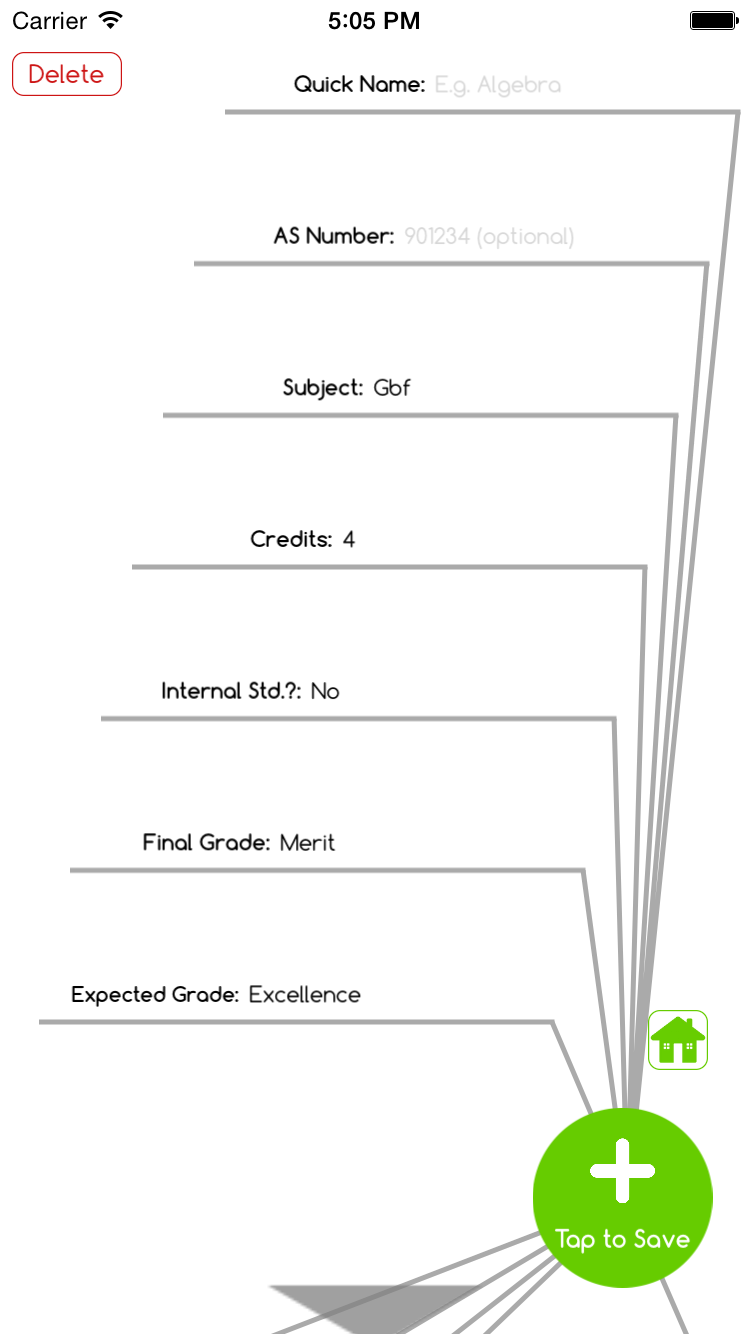 Carrier 5:05 PM
Delete
Quick Name: E.g. Algebra
AS Number: 901234 (optional)
Subject: Gbf
Credits: 4
Internal Std.?: No
Final Grade: Merit
Expected Grade: Excellence
Tap to Save